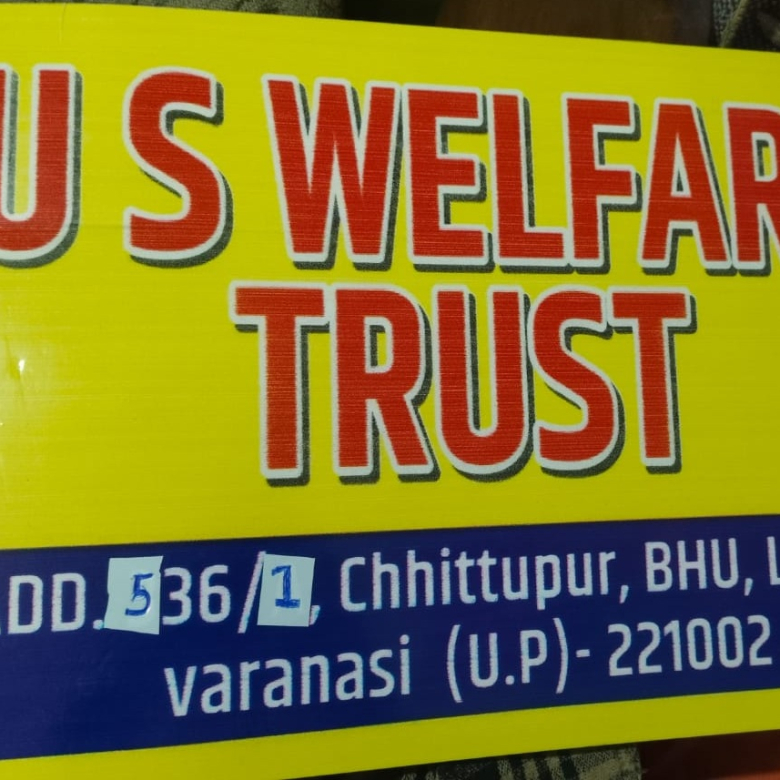 U S WELFAR
TRUST
DD. 536/1, Chhittupur, BHU, L
varanasi (U.P)- 221002